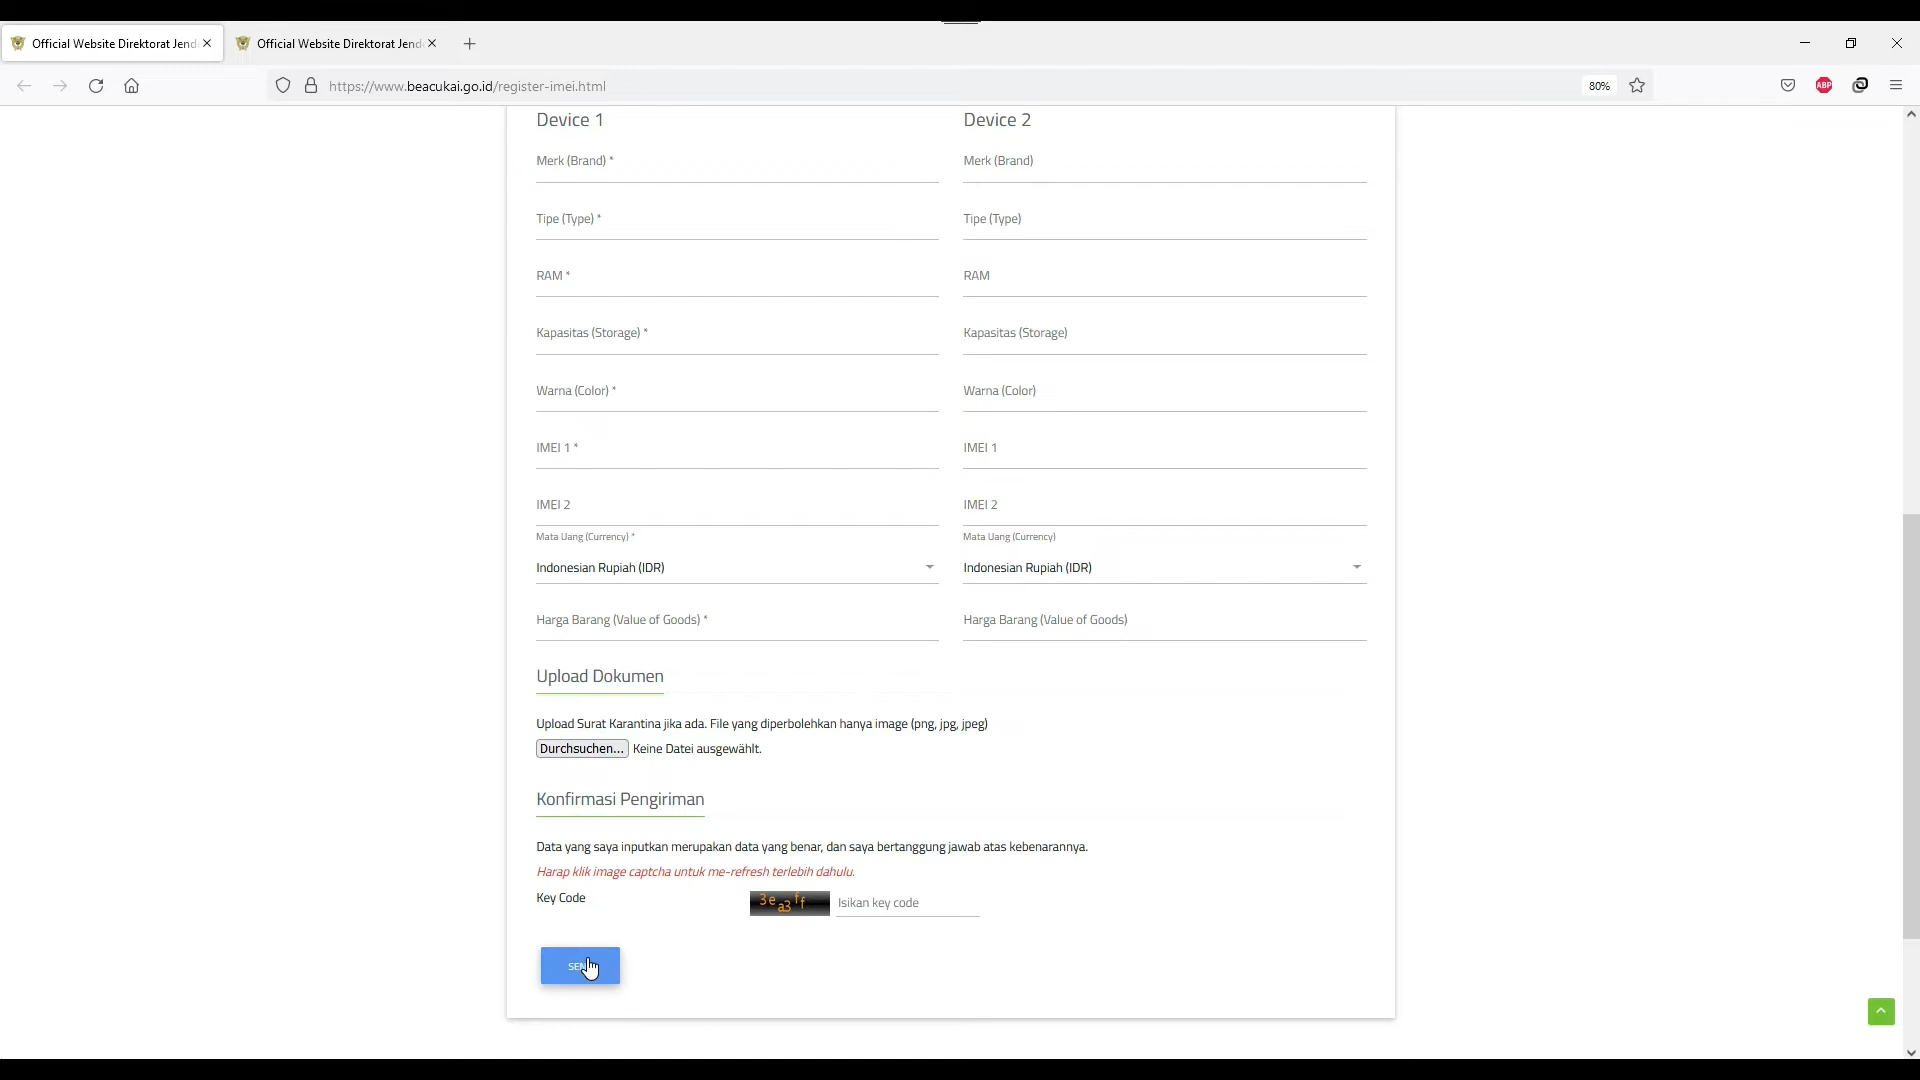 Official Website Direktorat Jend
Official Website Direktorat Jend
https://www.beacukai.go.id/register-imei.html
80%
ABP
Device 1
Device 2
Merk (Brand) *
Merk (Brand)
Tipe (Type) *
Tipe (Type)
RAM *
RAM
Kapasitas (Storage) *
Kapasitas (Storage)
Warna (Color) *
Warna (Color)
IMEI 1 *
IMEI 1
IMEI 2
IMEI 2
Mata Uang (Currency) *
Mata Uang (Currency)
Indonesian Rupiah (IDR)
Indonesian Rupiah (IDR)
Harga Barang (Value of Goods) *
Harga Barang (Value of Goods)
Upload Dokumen
Upload Surat Karantina jika ada. File yang diperbolehkan hanya image (png, jpg, jpeg)
Durchsuchen... Keine Datei ausgewählt.
Konfirmasi Pengiriman
Data yang saya inputkan merupakan data yang benar, dan saya bertanggung jawab atas kebenarannya.
Harap klik image captcha untuk me-refresh terlebih dahulu.
Key Code
3e a3 ff
Isikan key code